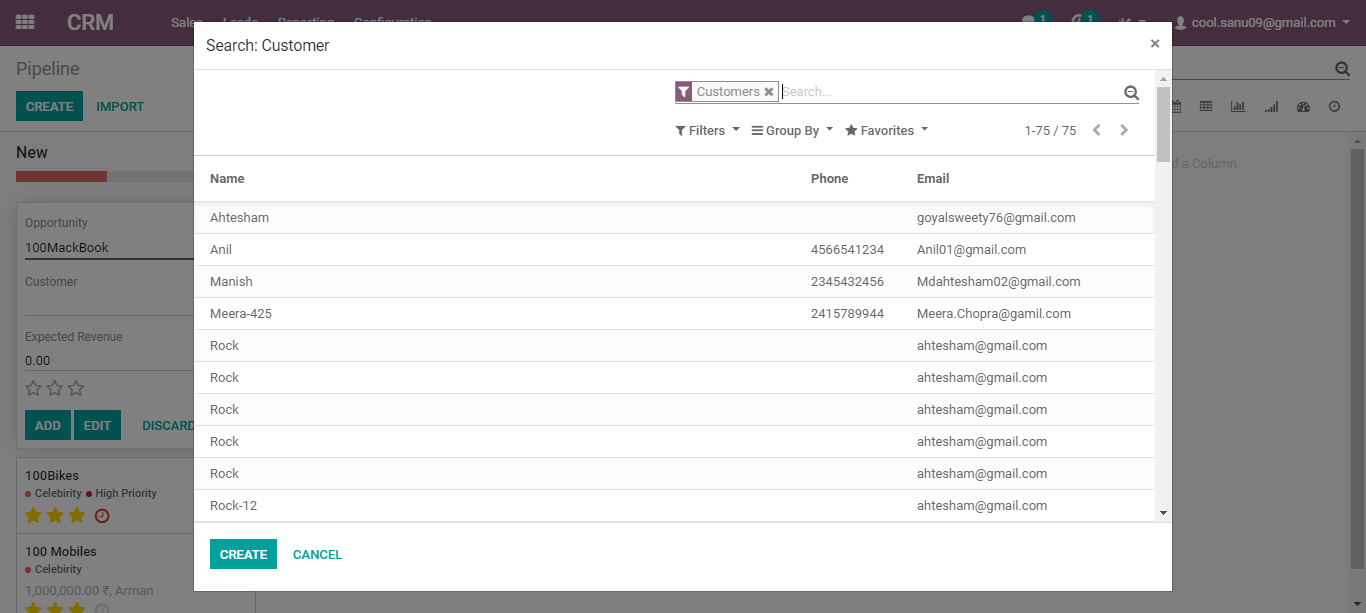 CRM Sales Leads Reporting Configuration 1 1 cool.sanu09@gmail.com
Search: Customer ×
Pipeline
Customers Search...
CREATE IMPORT
Filters Group By Favorites 1-75 / 75
New
d a Column
Name Phone Email
Ahtesham goyalsweety76@gmail.com
Opportunity
100MackBook
Anil 4566541234 Anil01@gmail.com
Customer
Manish 2345432456 Mdahtesham02@gmail.com
Meera-425 2415789944 Meera.Chopra@gamil.com
Expected Revenue
0.00
Rock ahtesham@gmail.com
Rock ahtesham@gmail.com
Rock ahtesham@gmail.com
ADD EDIT DISCARD
Rock ahtesham@gmail.com
Rock ahtesham@gmail.com
Rock-12 ahtesham@gmail.com
100Bikes
Celebirity High Priority
100 Mobiles
Celebirity
1,000,000.00 ₹, Arman
CREATE CANCEL